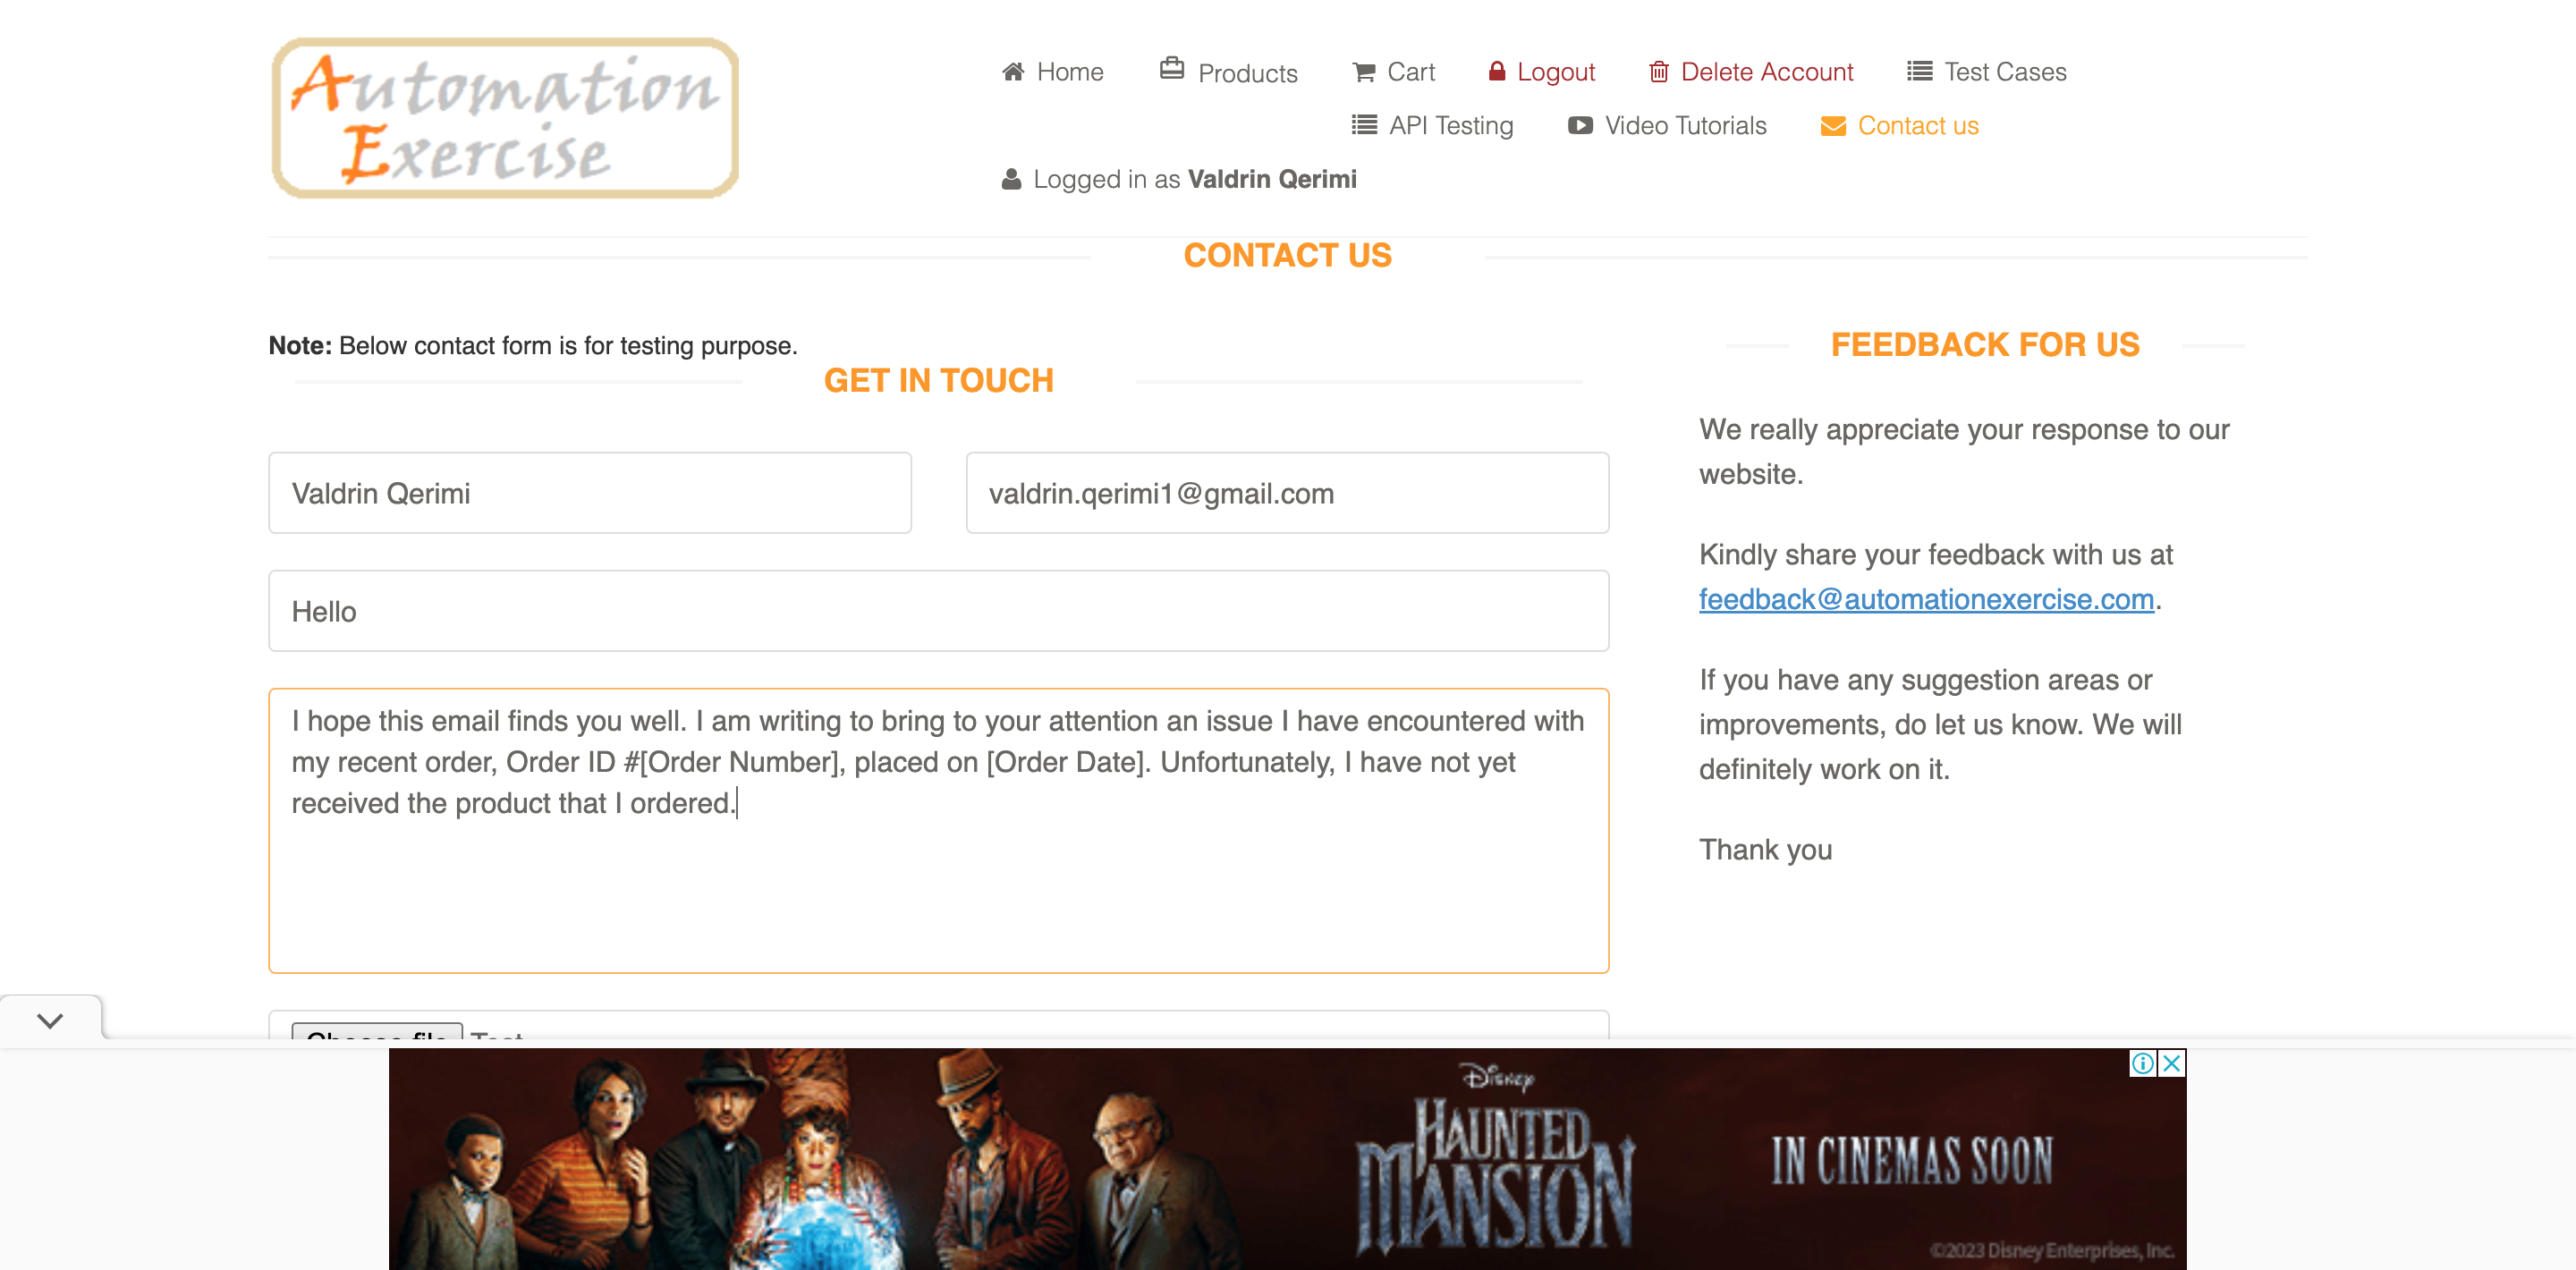 Automation
Exercise
Home
Products
Cart
Logout
Delete Account
Test Cases
API Testing
Video Tutorials
Contact us
Logged in as Valdrin Qerimi
CONTACT US
Note: Below contact form is for testing purpose.
GET IN TOUCH
Valdrin Qerimi
valdrin.qerimi1@gmail.com
Hello
I hope this email finds you well. I am writing to bring to your attention an issue I have encountered with
my recent order, Order ID #[Order Number], placed on [Order Date]. Unfortunately, I have not yet
received the product that I ordered.
Choose file Test
FEEDBACK FOR US
We really appreciate your response to our
website.
Kindly share your feedback with us at
feedback@automationexercise.com.
If you have any suggestion areas or
improvements, do let us know. We will
definitely work on it.
Thank you
Disney
HAUNTED
MANSION
IN CINEMAS SOON
©2023 Disney Enterprises, Inc.